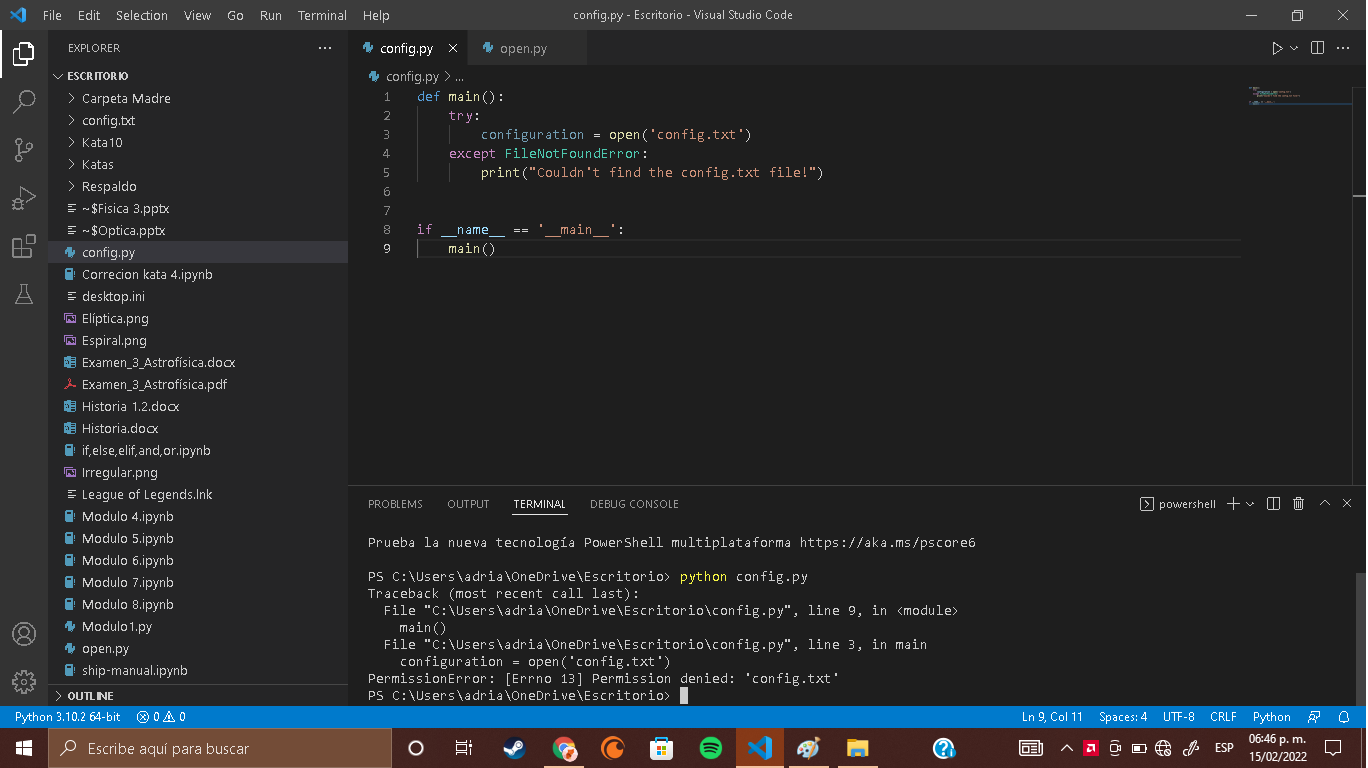 File Edit Selection View Go Run Terminal Help config.py - Escritorio - Visual Studio Code
EXPLORER
ESCRITORIO
Carpeta Madre
config.txt
Kata10
Katas
Respaldo
~$Fisica 3.pptx
~$Optica.pptx
config.py
Correcion kata 4.ipynb
desktop.ini
Elíptica.png
Espiral.png
Examen_3_Astrofísica.docx
Examen_3_Astrofísica.pdf
Historia 1.2.docx
Historia.docx
if,else,elif,and,or.ipynb
Irregular.png
League of Legends.lnk
Modulo 4.ipynb
Modulo 5.ipynb
Modulo 6.ipynb
Modulo 7.ipynb
Modulo 8.ipynb
Modulo1.py
open.py
ship-manual.ipynb
OUTLINE
config.py open.py
config.py > ...
1 def main():
2 try:
3 configuration = open('config.txt')
4 except FileNotFoundError:
5 print("Couldn't find the config.txt file!")
6
7
8 if __name__ == '__main__':
9 main()
PROBLEMS OUTPUT TERMINAL DEBUG CONSOLE powershell
Prueba la nueva tecnología PowerShell multiplataforma https://aka.ms/pscore6
PS C:\Users\adria\OneDrive\Escritorio> python config.py
Traceback (most recent call last):
File "C:\Users\adria\OneDrive\Escritorio\config.py", line 9, in <module>
main()
File "C:\Users\adria\OneDrive\Escritorio\config.py", line 3, in main
configuration = open('config.txt')
PermissionError: [Errno 13] Permission denied: 'config.txt'
PS C:\Users\adria\OneDrive\Escritorio>
Python 3.10.2 64-bit 0 0 Ln 9, Col 11 Spaces: 4 UTF-8 CRLF Python
Escribe aquí para buscar ESP 06:46 p. m.
15/02/2022